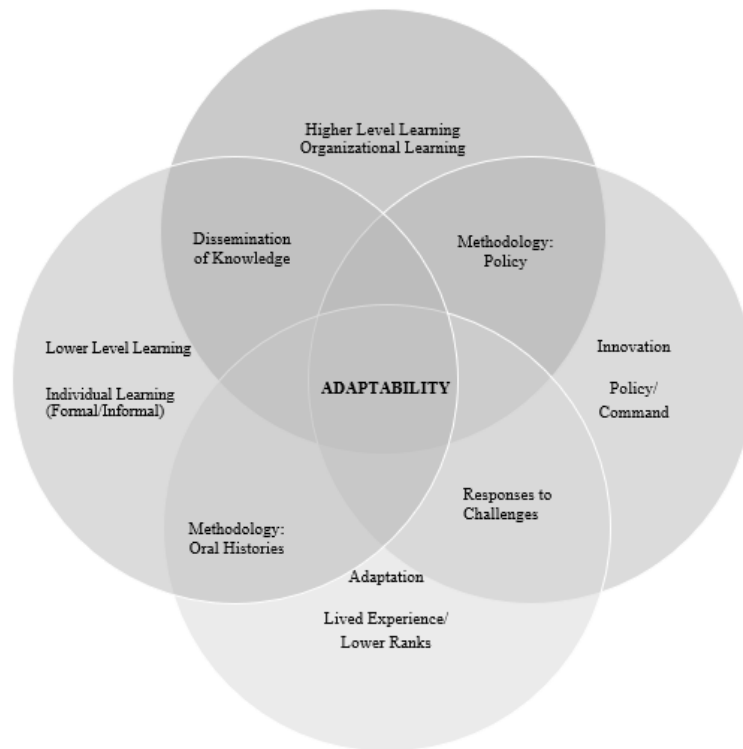 Higher Level Learning
Organizational Learning
Dissemination
of Knowledge
Methodology:
Policy
Lower Level Learning
Individual Learning
(Formal/Informal)
ADAPTABILITY
Innovation
Policy/
Command
Methodology:
Oral Histories
Responses to
Challenges
Adaptation
Lived Experience/
Lower Ranks